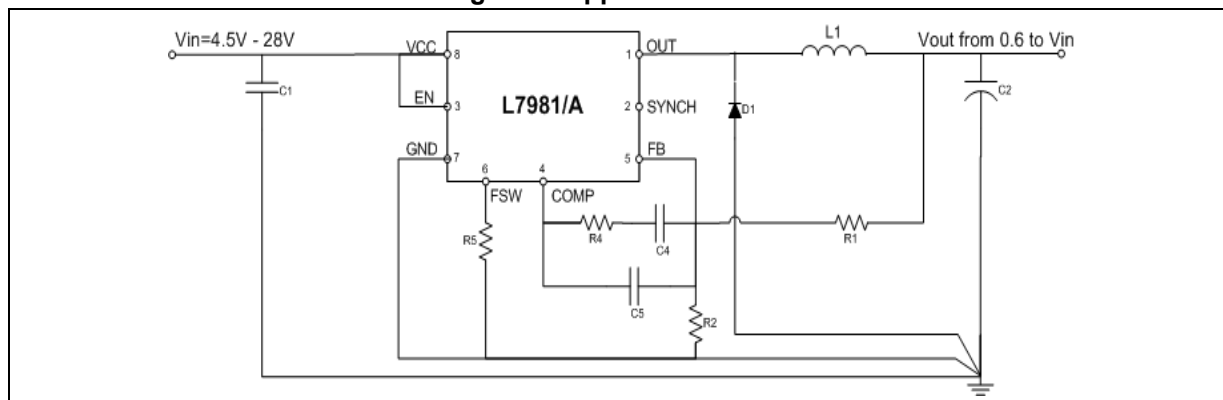 Vin=4.5V - 28V
C1
VCC
8
EN
3
GND
7
L7981/A
1
OUT
2
SYNCH
5
FB
6
FSW
4
COMP
R5
R4
C4
C5
R2
R1
D1
L1
Vout from 0.6 to Vin
C2